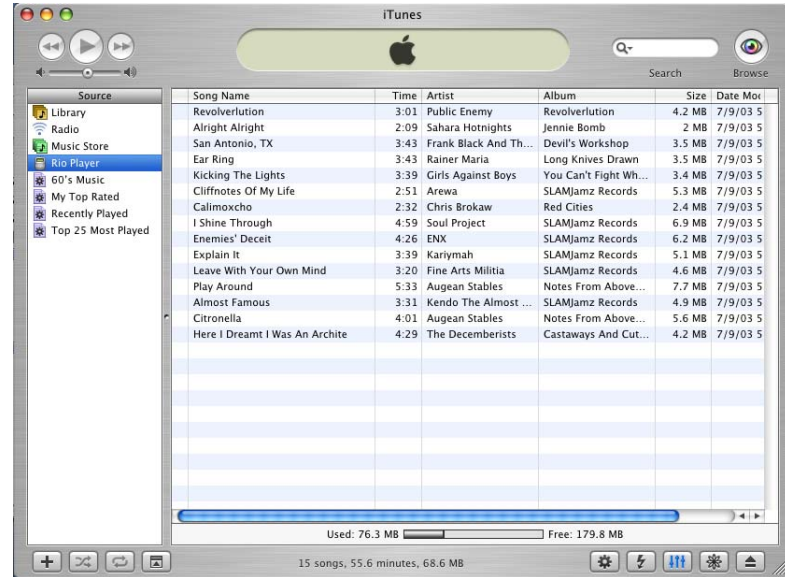 iTunes
Search Browse
Source Song Name Time Artist Album Size Date Mo
Library Revolverlution 3:01 Public Enemy Revolverlution 4.2 MB 7/9/03 5
Radio Alright Alright 2:09 Sahara Hotnights Jennie Bomb 2 MB 7/9/03 5
Music Store San Antonio, TX 3:43 Frank Black And Th... Devil's Workshop 3.5 MB 7/9/03 5
Rio Player Ear Ring 3:43 Rainer Maria Long Knives Drawn 3.5 MB 7/9/03 5
60's Music Kicking The Lights 3:39 Girls Against Boys You Can't Fight Wh... 3.4 MB 7/9/03 5
My Top Rated Cliffnotes Of My Life 2:51 Arewa SLAMJamz Records 5.3 MB 7/9/03 5
Recently Played Calimoxcho 2:32 Chris Brokaw Red Cities 2.4 MB 7/9/03 5
Top 25 Most Played I Shine Through 4:59 Soul Project SLAMJamz Records 6.9 MB 7/9/03 5
Enemies' Deceit 4:26 ENX SLAMJamz Records 6.2 MB 7/9/03 5
Explain It 3:39 Kariymah SLAMJamz Records 5.1 MB 7/9/03 5
Leave With Your Own Mind 3:20 Fine Arts Militia SLAMJamz Records 4.6 MB 7/9/03 5
Play Around 5:33 Augean Stables Notes From Above... 7.7 MB 7/9/03 5
Almost Famous 3:31 Kendo The Almost ... SLAMJamz Records 4.9 MB 7/9/03 5
Citronella 4:01 Augean Stables Notes From Above... 5.6 MB 7/9/03 5
Here I Dreamt I Was An Archite 4:29 The Decemberists Castaways And Cut... 4.2 MB 7/9/03 5
Used: 76.3 MB Free: 179.8 MB
15 songs, 55.6 minutes, 68.6 MB